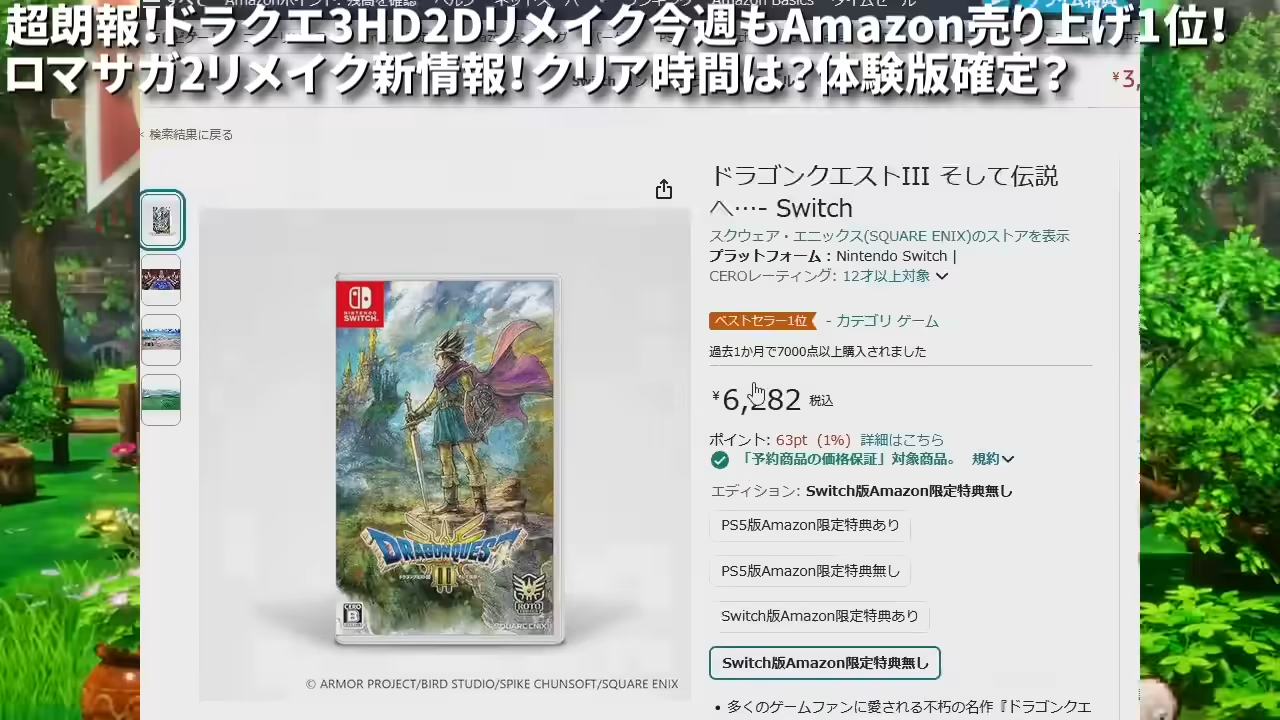 超朗報!ドラクエ3HD2Dリメイク今週もAmazon売り上げ1位!
ロマサガ2リメイク新情報!クリア時間は?体験版確定?
¥3,
検索結果に戻る
ドラゴンクエストIII そして伝説
へ…- Switch
スクウェア・エニックス(SQUARE ENIX)のストアを表示
プラットフォーム : Nintendo Switch |
CEROレーティング: 12才以上対象
ベストセラー1位 - カテゴリ ゲーム
過去1か月で7000点以上購入されました
¥6,282 税込
ポイント: 63pt (1%) 詳細はこちら
「予約商品の価格保証」対象商品。 規約
エディション: Switch版Amazon限定特典無し
PS5版Amazon限定特典あり
PS5版Amazon限定特典無し
Switch版Amazon限定特典あり
Switch版Amazon限定特典無し
• 多くのゲームファンに愛される不朽の名作『ドラゴンクエ
NINTENDO
SWITCH
DRAGON QUEST
III
ROTO
CERO
B
SQUARE ENIX
© ARMOR PROJECT/BIRD STUDIO/SPIKE CHUNSOFT/SQUARE ENIX